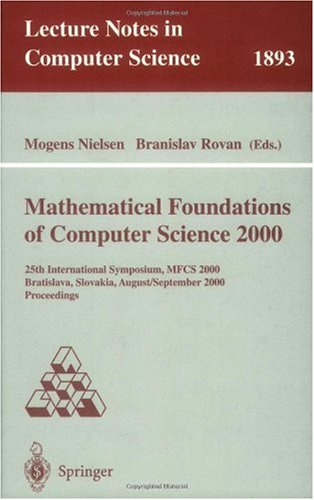 Lecture Notes in
Computer Science 1893
Mogens Nielsen Branislav Rovan (Eds.)
Mathematical Foundations
of Computer Science 2000
25th International Symposium, MFCS 2000
Bratislava, Slovakia, August/September 2000
Proceedings
Springer